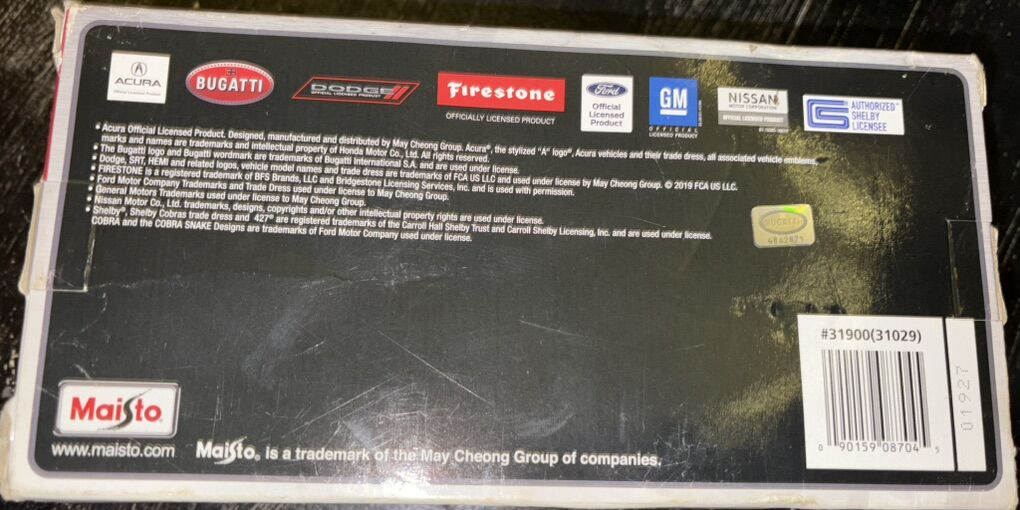 ACURA
Official Licensed Product
BUGATTI
DODGE
OFFICIAL LICENSED PRODUCT
Firestone
OFFICIALLY LICENSED PRODUCT
Ford
Official
Licensed
Product
GM
OFFICIAL
LICENSED PRODUCT
NISSAN
MOTOR CORPORATION
OFFICIAL LICENSED PRODUCT
AUTHORIZED
SHELBY
LICENSEE
• Acura Official Licensed Product. Designed, manufactured and distributed by May Cheong Group. Acura®, the stylized "A" logo®, Acura vehicles and their trade dress, all associated vehicle emblems,
marks and names are trademarks and intellectual property of Honda Motor Co., Ltd. All rights reserved.
• The Bugatti logo and Bugatti wordmark are trademarks of Bugatti International S.A. and are used under license.
• Dodge, SRT, HEMI and related logos, vehicle model names and trade dress are trademarks of FCA US LLC and used under license by May Cheong Group. © 2019 FCA US LLC.
• FIRESTONE is a registered trademark of BFS Brands, LLC and Bridgestone Licensing Services, Inc. and is used with permission.
• Ford Motor Company Trademarks and Trade Dress used under license to May Cheong Group.
• General Motors Trademarks used under license to May Cheong Group.
• Nissan Motor Co., Ltd. trademarks, designs, copyrights and/or other intellectual property rights are used under license.
• Shelby®, Shelby Cobras trade dress and 427® are registered trademarks of the Carroll Hall Shelby Trust and Carroll Shelby Licensing, Inc. and are used under license.
COBRA and the COBRA SNAKE Designs are trademarks of Ford Motor Company used under license.
BUGATTI
4842871
#31900(31029)
0 90159 08704 5
01927
Maisto
www.maisto.com
Maisto® is a trademark of the May Cheong Group of companies.